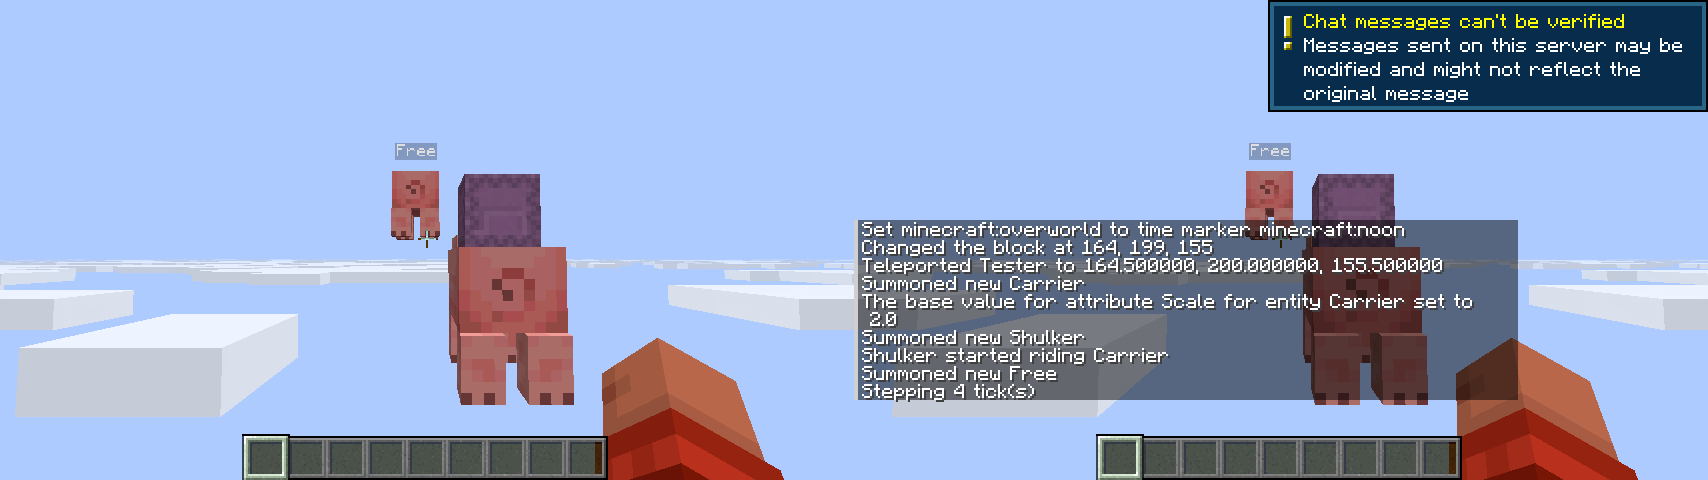 Chat messages can't be verified
Messages sent on this server may be
modified and might not reflect the
original message
Free
Free
Set minecraft:overworld to time marker minecraft:noon
Changed the block at 164, 199, 155
Teleported Tester to 164.500000, 200.000000, 155.500000
Summoned new Carrier
The base value for attribute Scale for entity Carrier set to
2.0
Summoned new Shulker
Shulker started riding Carrier
Summoned new Free
Stepping 4 tick(s)